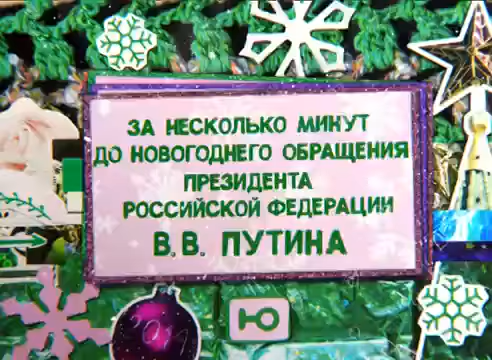 ЗА НЕСКОЛЬКО МИНУТ
ДО НОВОГОДНЕГО ОБРАЩЕНИЯ
ПРЕЗИДЕНТА
РОССИЙСКОЙ ФЕДЕРАЦИИ
В. В. ПУТИНА
Ю